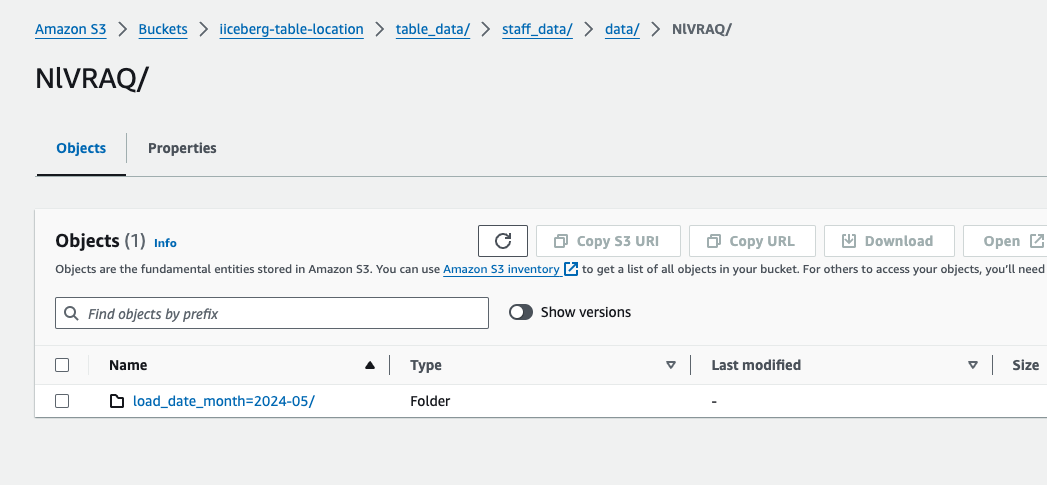 Amazon S3 > Buckets > iiceberg-table-location > table_data/ > staff_data/ > data/ > NlVRAQ/
NlVRAQ/
Objects Properties
Objects (1) Info Copy S3 URI Copy URL Download Open
Objects are the fundamental entities stored in Amazon S3. You can use Amazon S3 inventory to get a list of all objects in your bucket. For others to access your objects, you'll need
Find objects by prefix Show versions
Name Type Last modified Size
load_date_month=2024-05/ Folder -